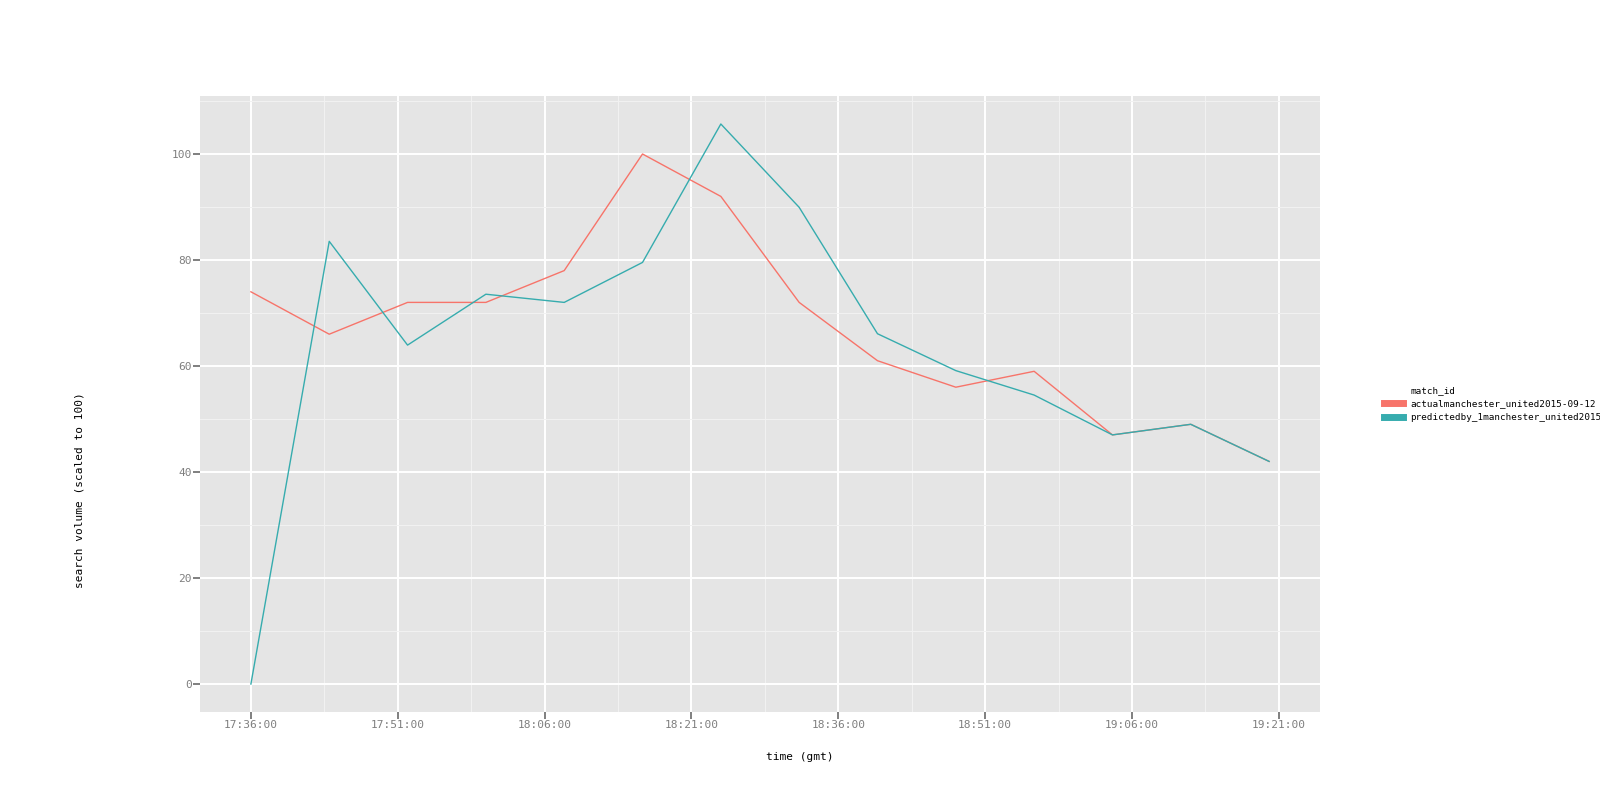 100
80
60
40
20
0
search volume (scaled to 100)
17:36:00 17:51:00 18:06:00 18:21:00 18:36:00 18:51:00 19:06:00 19:21:00
time (gmt)
match_id
actualmanchester_united2015-09-12
predictedby_1manchester_united2015